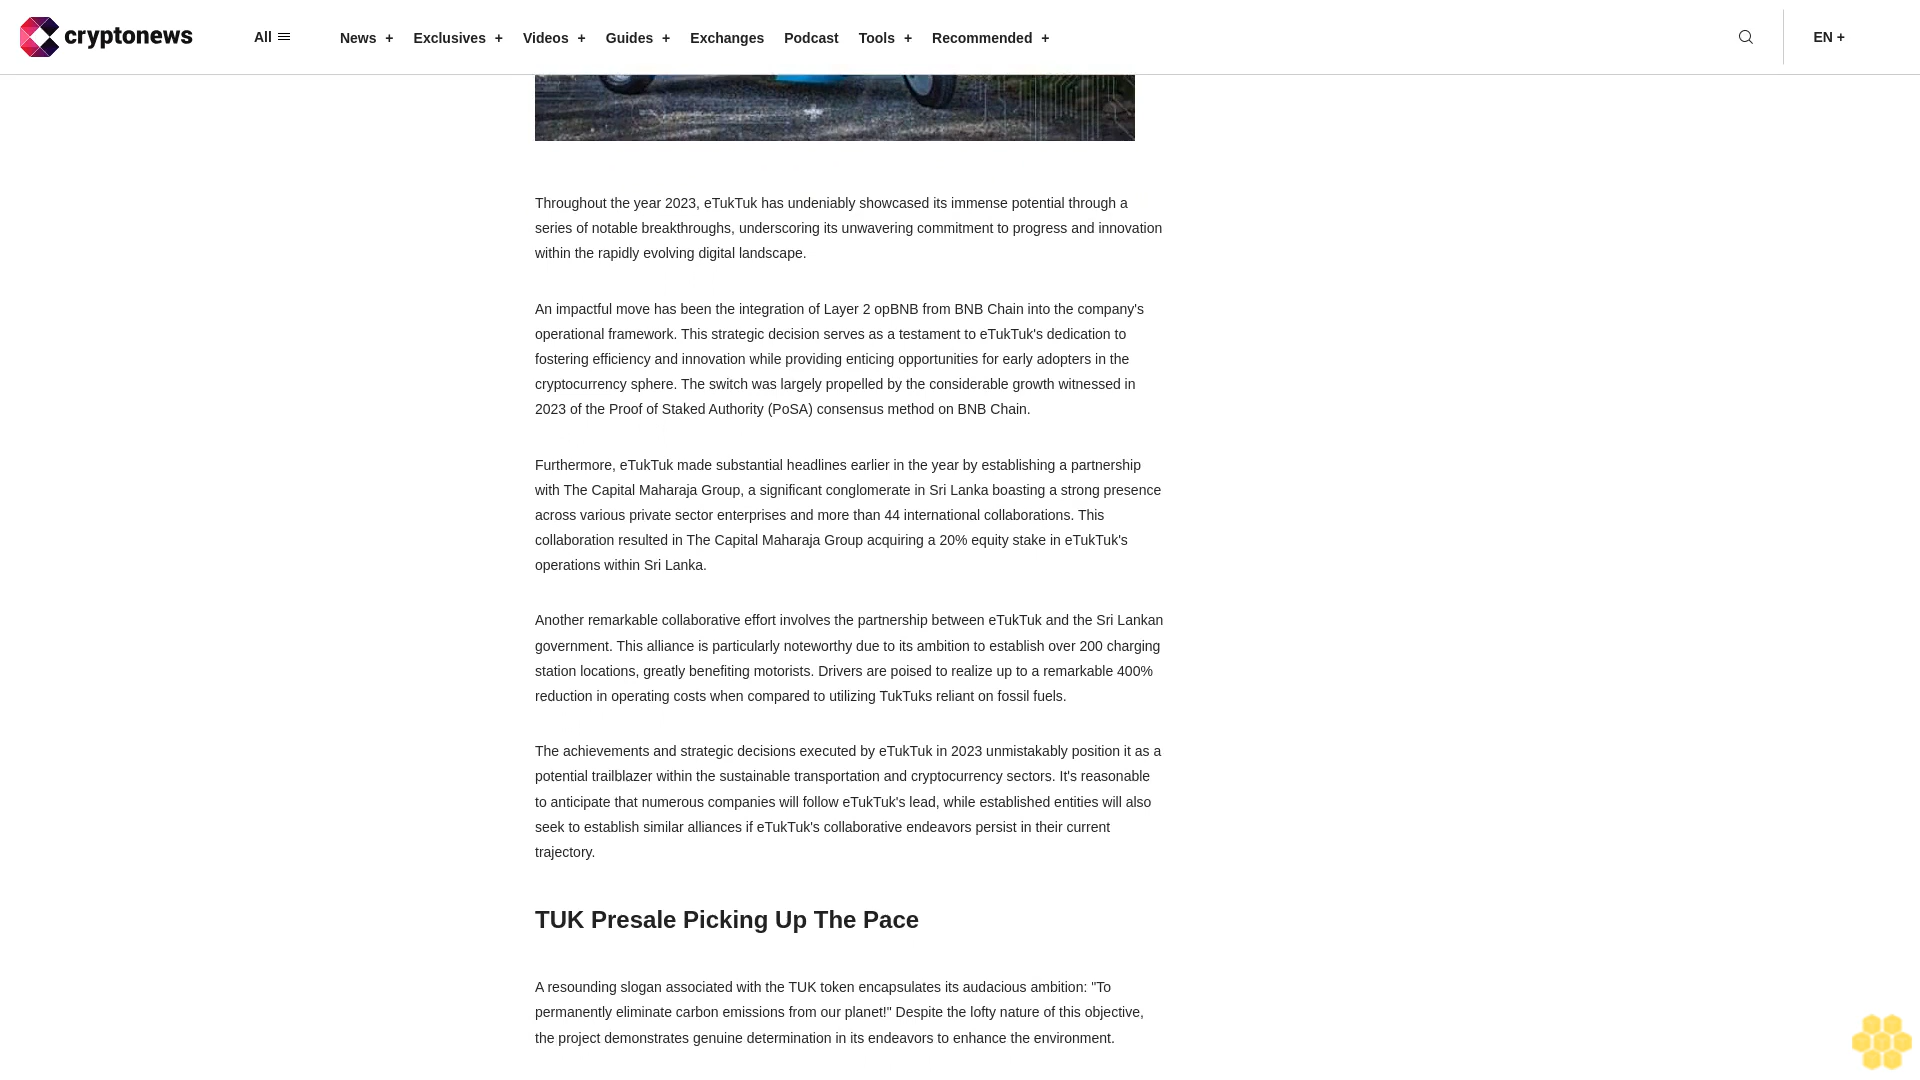 cryptonews
All
News +
Exclusives +
Videos +
Guides +
Exchanges
Podcast
Tools +
Recommended +
EN +
Throughout the year 2023, eTukTuk has undeniably showcased its immense potential through a
series of notable breakthroughs, underscoring its unwavering commitment to progress and innovation
within the rapidly evolving digital landscape.
An impactful move has been the integration of Layer 2 opBNB from BNB Chain into the company's
operational framework. This strategic decision serves as a testament to eTukTuk's dedication to
fostering efficiency and innovation while providing enticing opportunities for early adopters in the
cryptocurrency sphere. The switch was largely propelled by the considerable growth witnessed in
2023 of the Proof of Staked Authority (PoSA) consensus method on BNB Chain.
Furthermore, eTukTuk made substantial headlines earlier in the year by establishing a partnership
with The Capital Maharaja Group, a significant conglomerate in Sri Lanka boasting a strong presence
across various private sector enterprises and more than 44 international collaborations. This
collaboration resulted in The Capital Maharaja Group acquiring a 20% equity stake in eTukTuk's
operations within Sri Lanka.
Another remarkable collaborative effort involves the partnership between eTukTuk and the Sri Lankan
government. This alliance is particularly noteworthy due to its ambition to establish over 200 charging
station locations, greatly benefiting motorists. Drivers are poised to realize up to a remarkable 400%
reduction in operating costs when compared to utilizing TukTuks reliant on fossil fuels.
The achievements and strategic decisions executed by eTukTuk in 2023 unmistakably position it as a
potential trailblazer within the sustainable transportation and cryptocurrency sectors. It's reasonable
to anticipate that numerous companies will follow eTukTuk's lead, while established entities will also
seek to establish similar alliances if eTukTuk's collaborative endeavors persist in their current
trajectory.
TUK Presale Picking Up The Pace
A resounding slogan associated with the TUK token encapsulates its audacious ambition: "To
permanently eliminate carbon emissions from our planet!" Despite the lofty nature of this objective,
the project demonstrates genuine determination in its endeavors to enhance the environment.